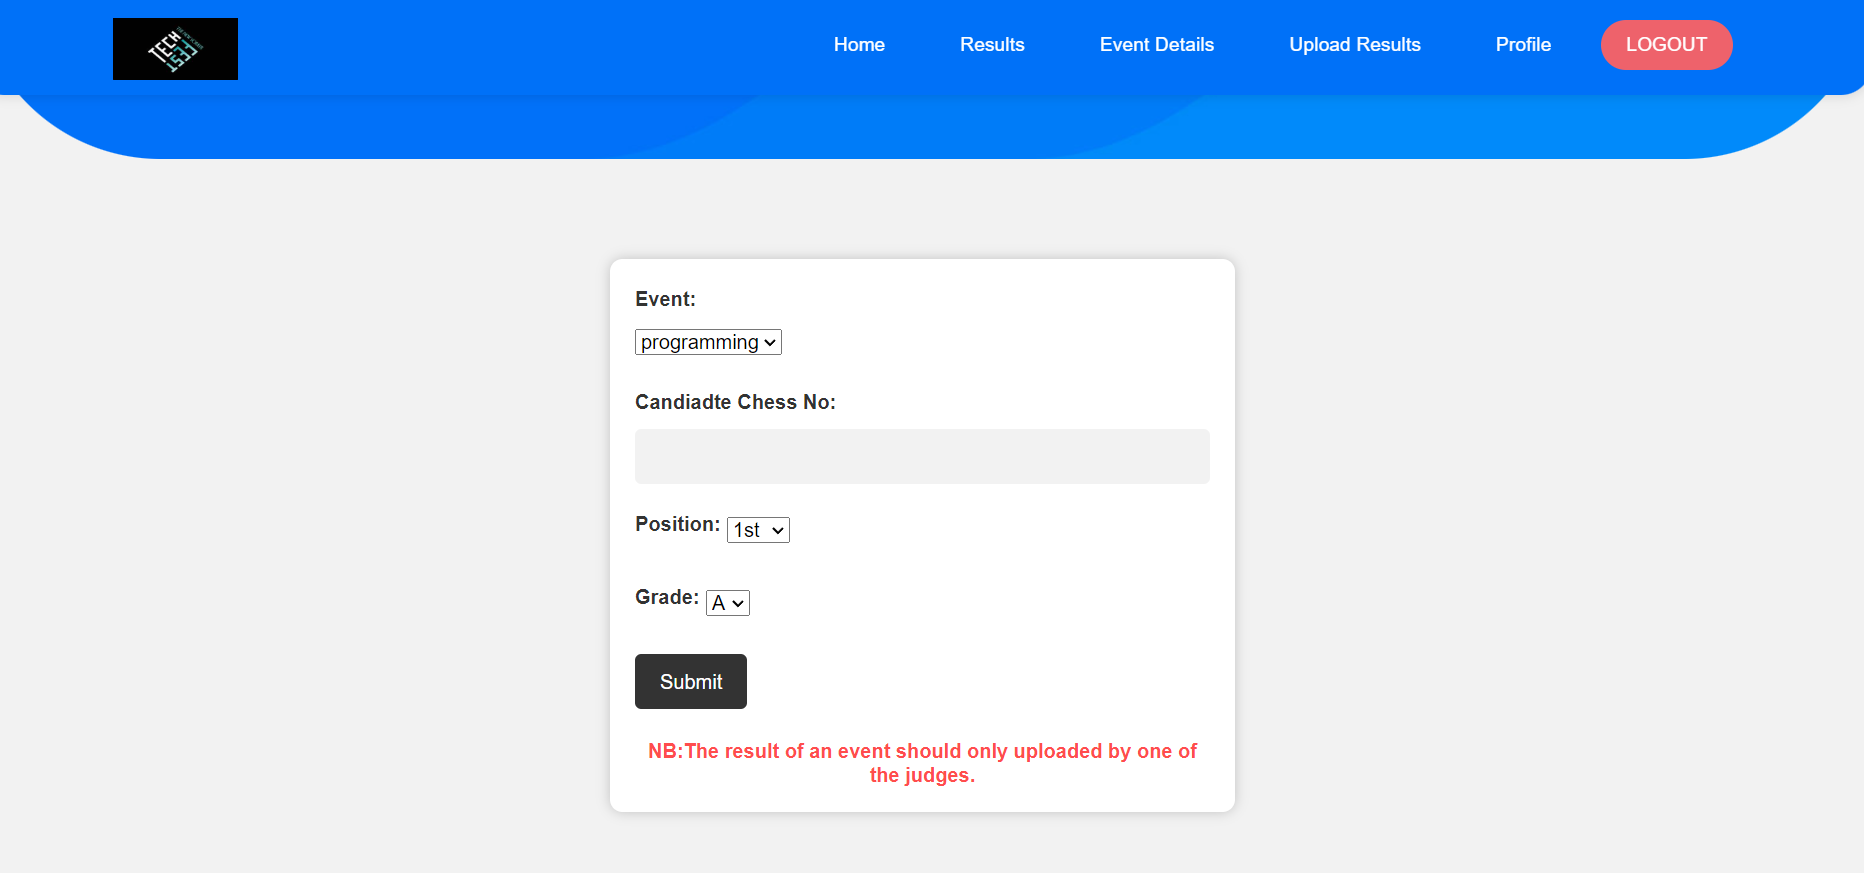 TECH
FEST
Home Results Event Details Upload Results Profile LOGOUT
Event:
programming
Candiadte Chess No:
Position: 1st
Grade: A
Submit
NB:The result of an event should only uploaded by one of
the judges.